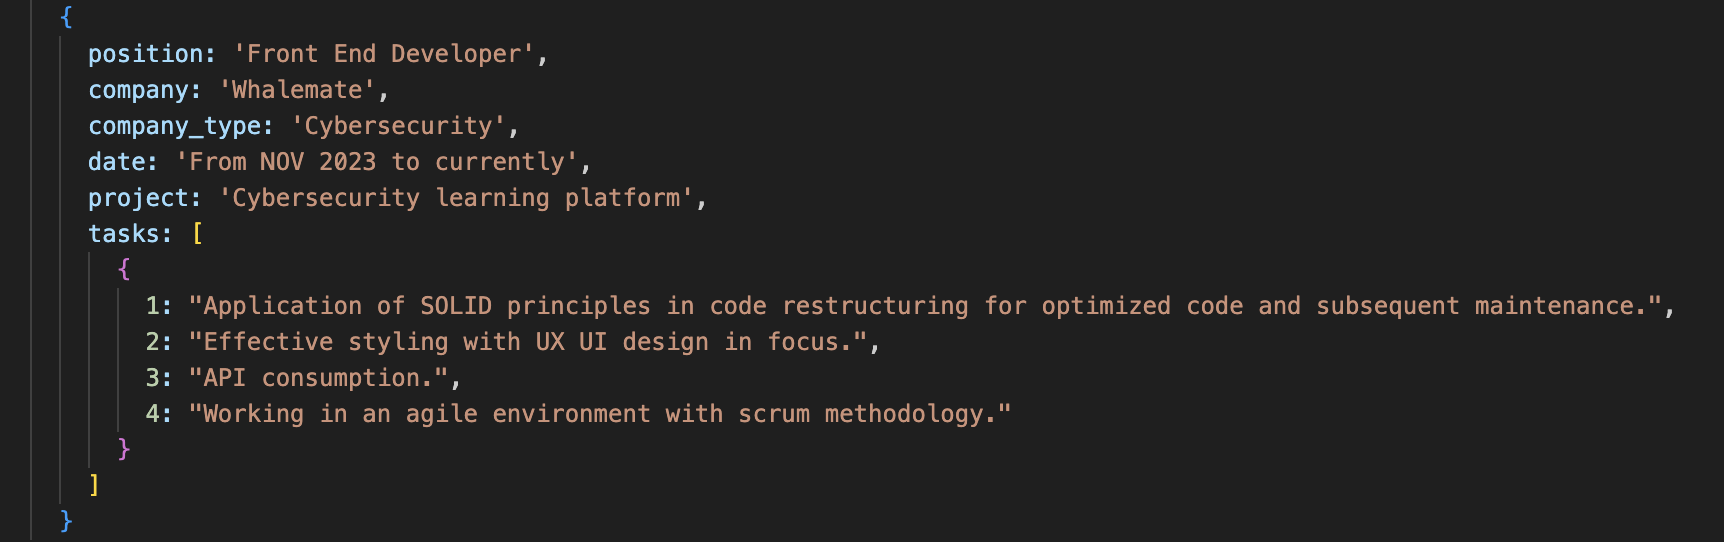 {
position: 'Front End Developer',
company: 'Whalemate',
company_type: 'Cybersecurity',
date: 'From NOV 2023 to currently',
project: 'Cybersecurity learning platform',
tasks: [
{
1: "Application of SOLID principles in code restructuring for optimized code and subsequent maintenance.",
2: "Effective styling with UX UI design in focus.",
3: "API consumption.",
4: "Working in an agile environment with scrum methodology."
}
]
}